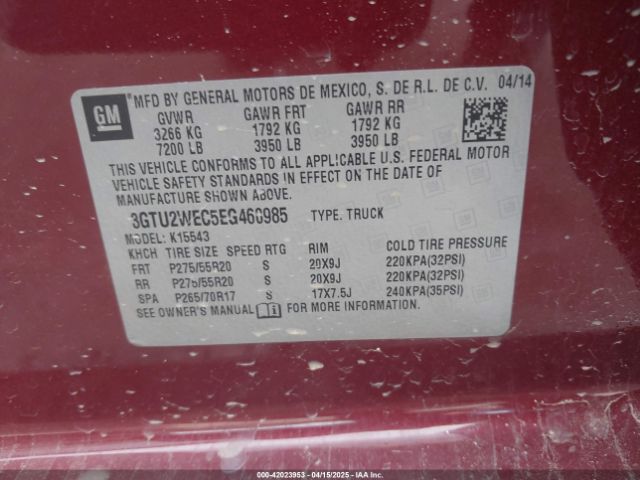 GM
MFD BY GENERAL MOTORS DE MEXICO, S. DE R.L. DE C.V. 04/14
GVWR GAWR FRT GAWR RR
3266 KG 1792 KG 1792 KG
7200 LB 3950 LB 3950 LB
THIS VEHICLE CONFORMS TO ALL APPLICABLE U.S. FEDERAL MOTOR
VEHICLE SAFETY STANDARDS IN EFFECT ON THE DATE OF
MANUFACTURE SHOWN ABOVE.
3GTU2WEC5EG460985 TYPE: TRUCK
MODEL: K15543
KHCH TIRE SIZE SPEED RTG RIM COLD TIRE PRESSURE
FRT P275/55R20 S 20X9J 220KPA(32PSI)
RR P275/55R20 S 20X9J 220KPA(32PSI)
SPA P265/70R17 S 17X7.5J 240KPA(35PSI)
SEE OWNER'S MANUAL FOR MORE INFORMATION.
000-42023953 - 04/15/2025 - IAAI.COM